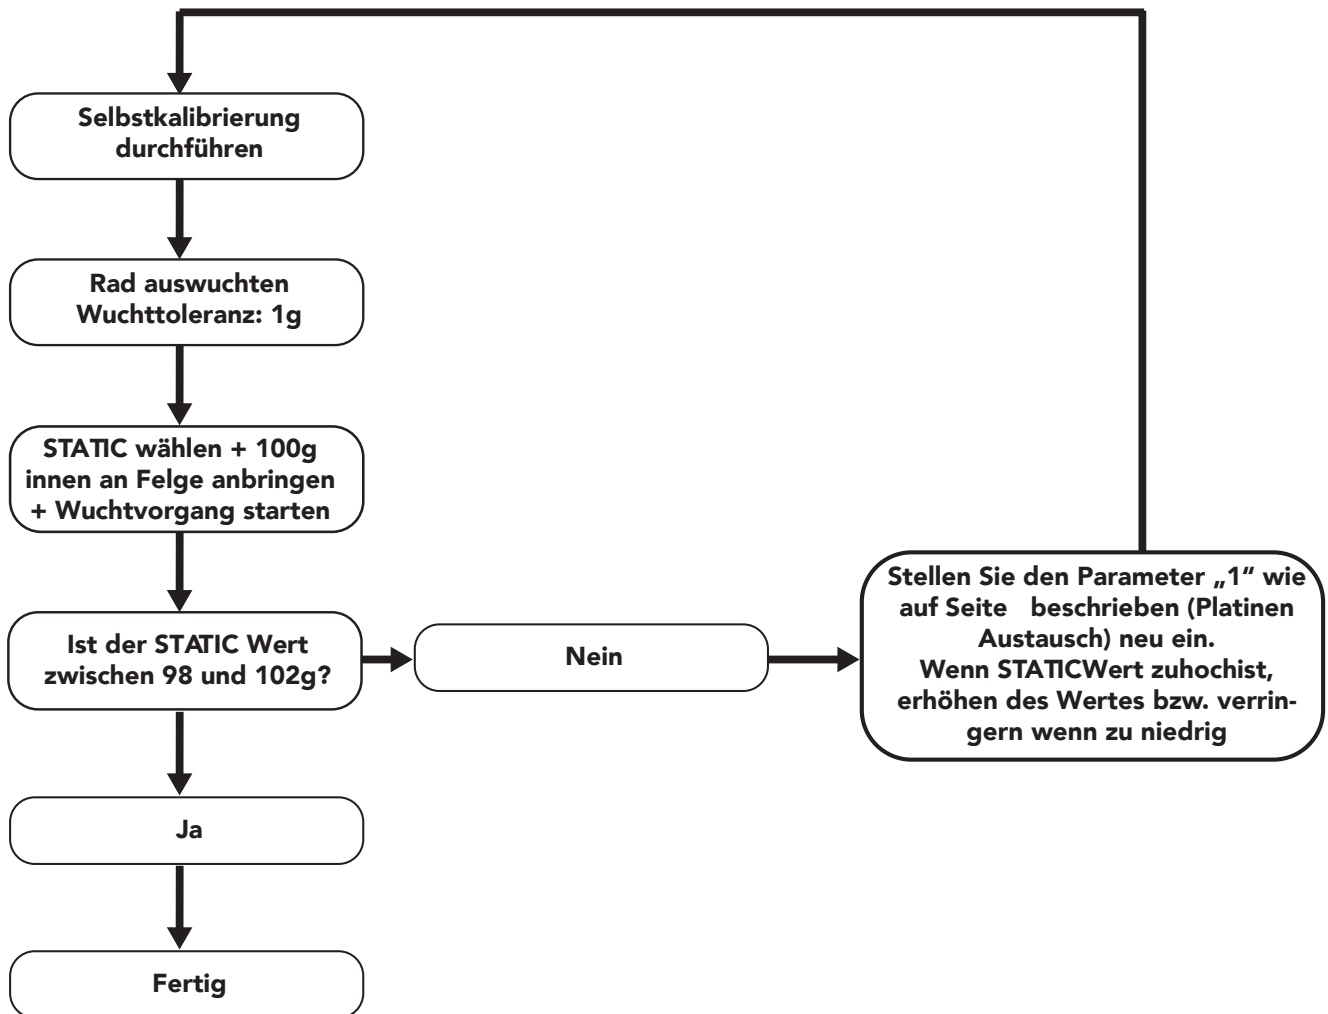 Selbstkalibrierung
durchführen
Rad auswuchten
Wuchttoleranz: 1g
STATIC wählen + 100g
innen an Felge anbringen
+ Wuchtvorgang starten
Ist der STATIC Wert
zwischen 98 und 102g?
Nein
Stellen Sie den Parameter „1“ wie
auf Seite beschrieben (Platinen
Austausch) neu ein.
Wenn STATICWert zuhochist,
erhöhen des Wertes bzw. verrin-
gern wenn zu niedrig
Ja
Fertig